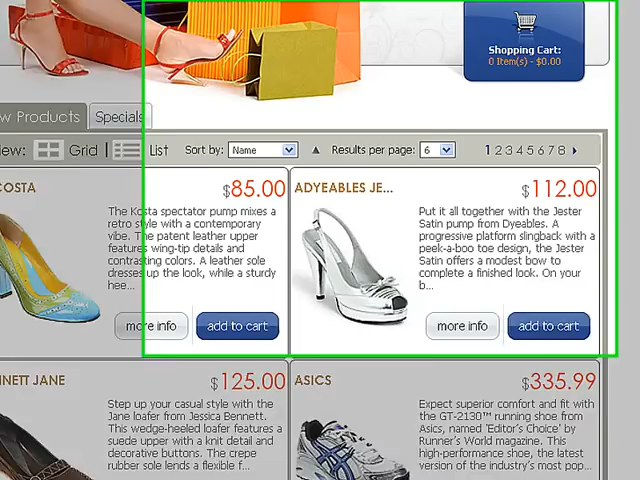 Shopping Cart:
0 Item(s) - $0.00
w Products
Specials
iew: Grid List Sort by: Name Results per page: 6 1 2 3 4 5 6 7 8
COSTA $85.00
The Kosta spectator pump mixes a
retro style with a contemporary
vibe. The patent leather upper
features wing-tip details and
contrasting colors. A leather sole
dresses up the look, while a sturdy
hee...
more info add to cart
ADYEABLES JE... $112.00
Put it all together with the Jester
Satin pump from Dyeables. A
progressive platform slingback with a
peek-a-boo toe design, the Jester
Satin offers a modest bow to
complete a finished look. On your
b...
more info add to cart
NNETT JANE $125.00
Step up your casual style with the
Jane loafer from Jessica Bennett.
This wedge-heeled loafer features a
suede upper with a knit detail and
decorative buttons. The crepe
rubber sole lends a flexible f...
ASICS $335.99
Expect superior comfort and fit with
the GT-2130™ running shoe from
Asics, named 'Editor's Choice' by
Runner's World magazine. This
high-performance shoe, the latest
version of the industry's most pop...